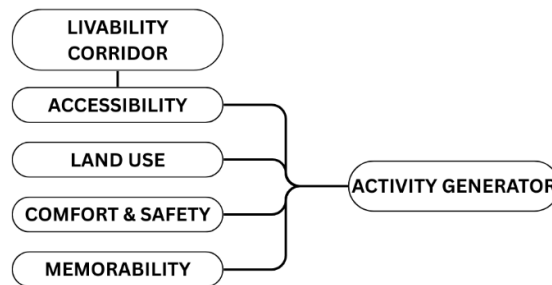 LIVABILITY
CORRIDOR
ACCESSIBILITY
LAND USE
COMFORT & SAFETY
MEMORABILITY
ACTIVITY GENERATOR